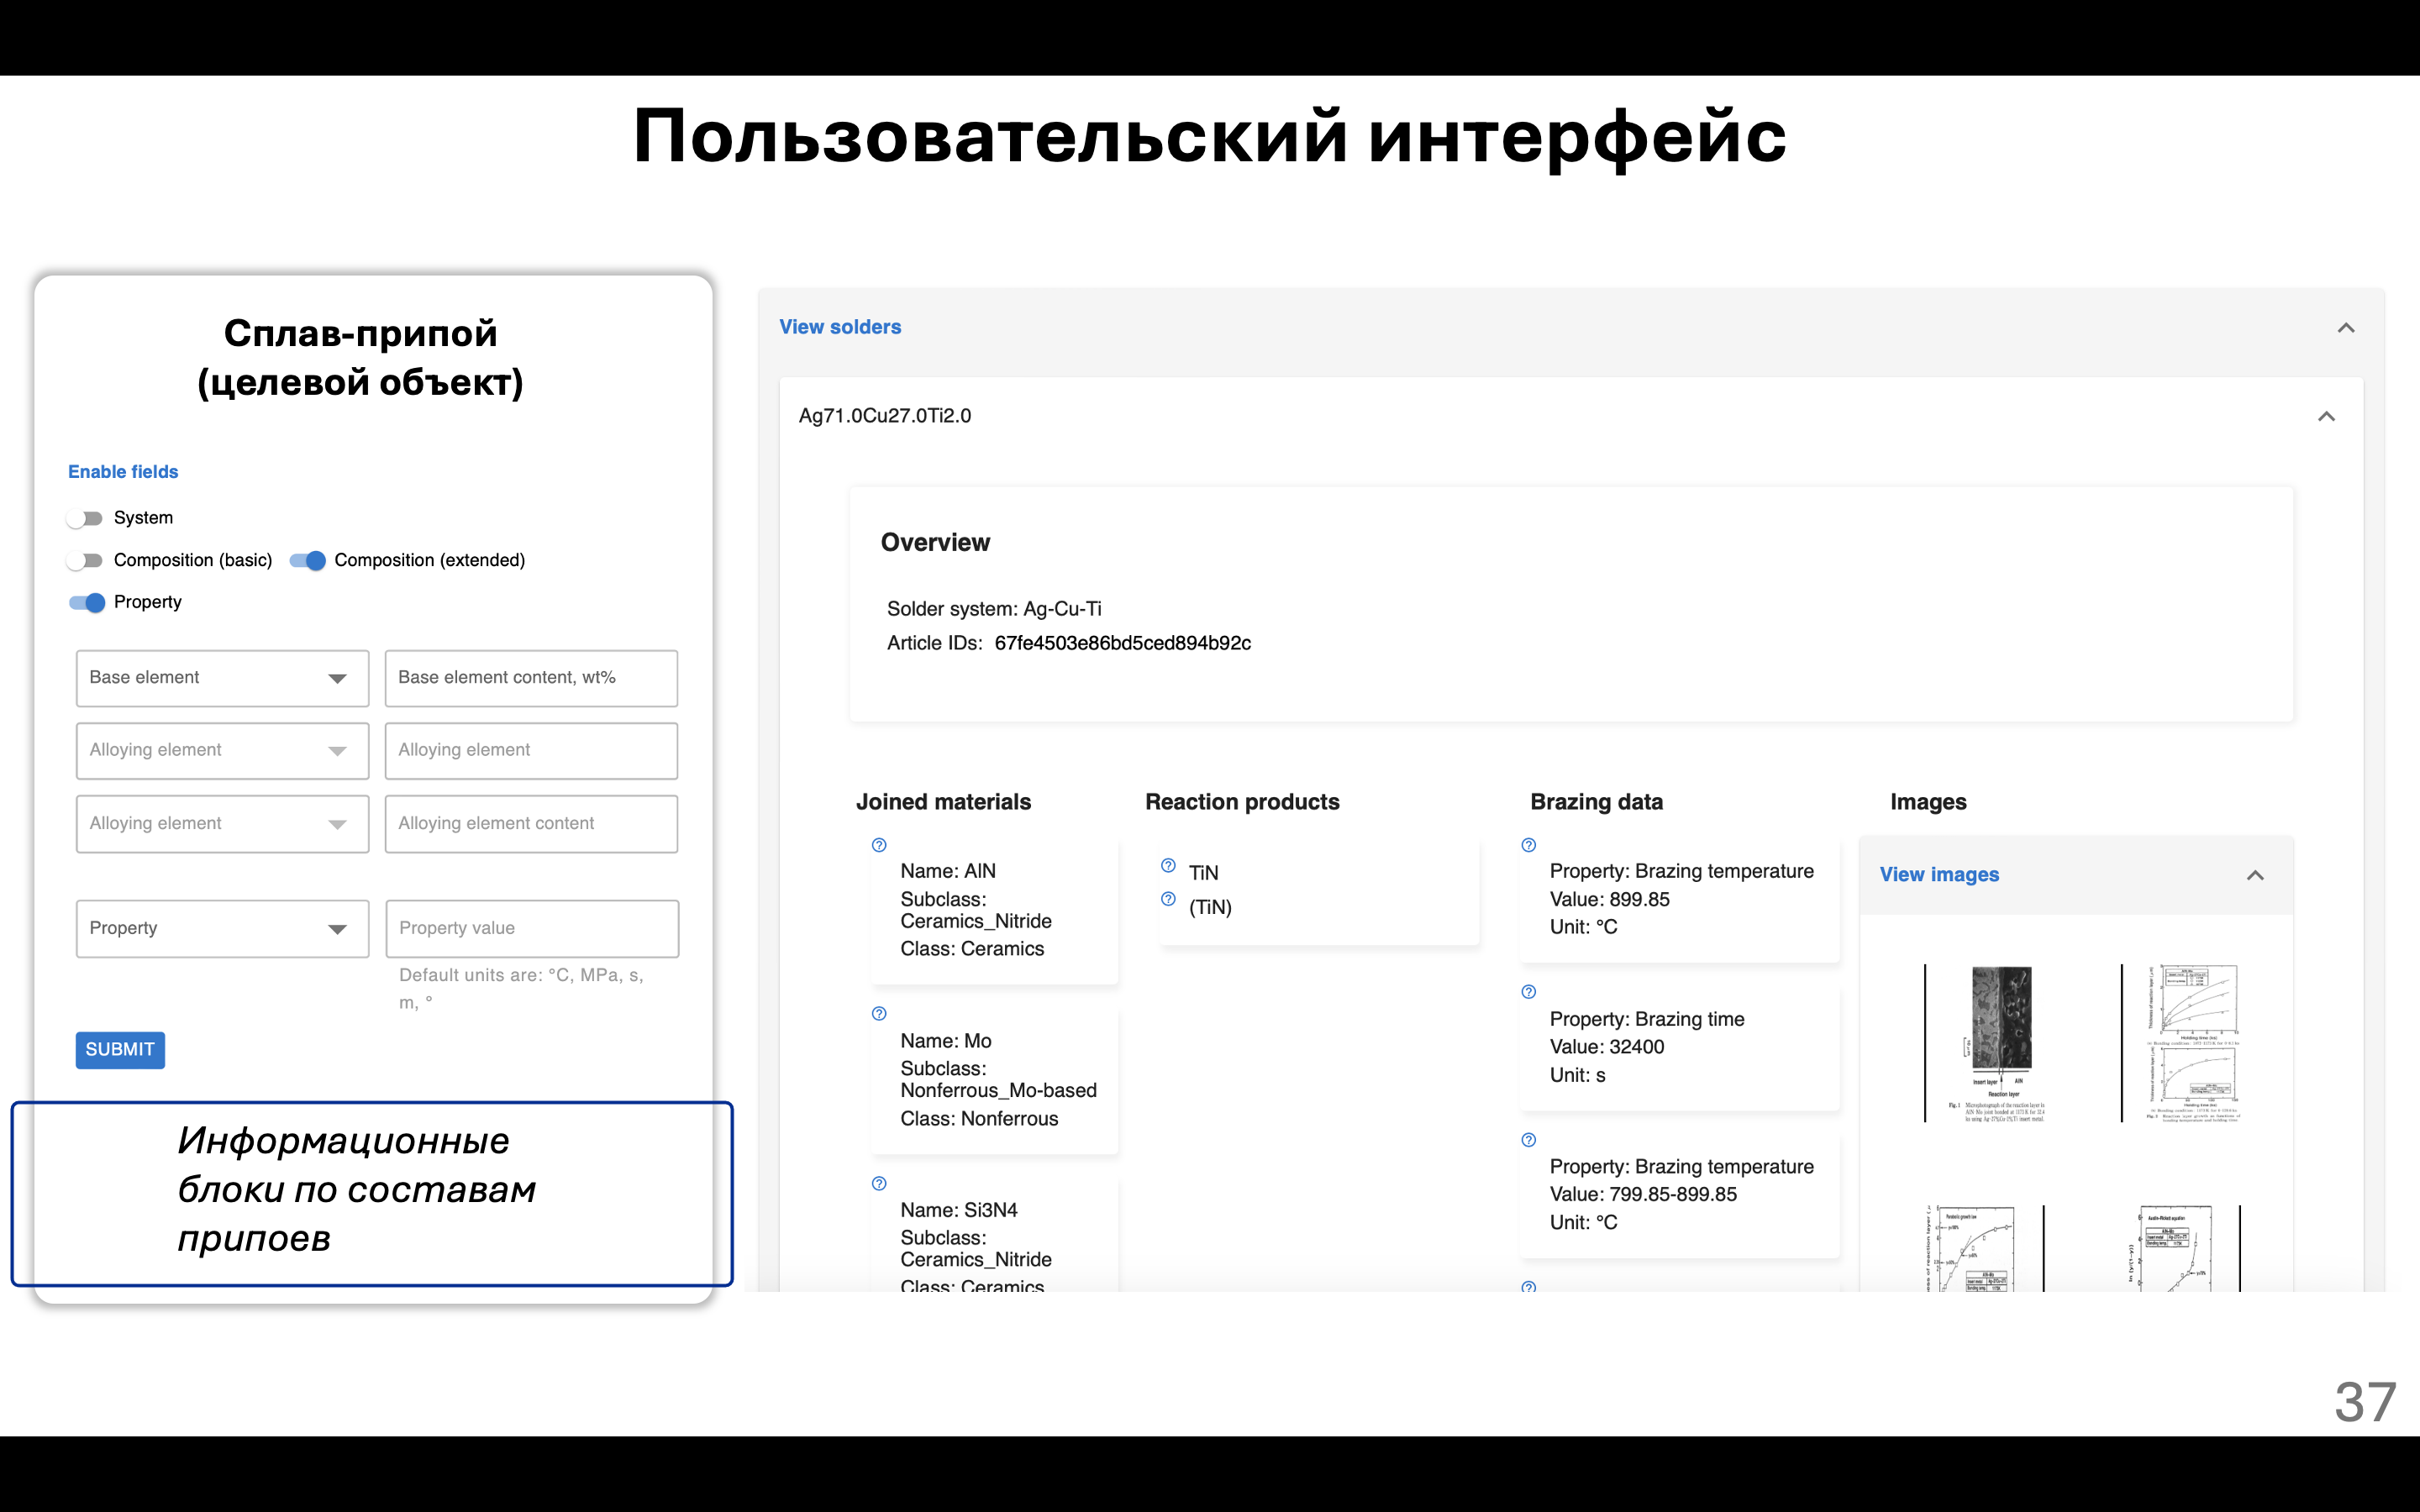 Пользовательский интерфейс
Сплав-припой
(целевой объект)
Enable fields
System
Composition (basic)
Composition (extended)
Property
Base element
Base element content, wt%
Alloying element
Alloying element
Alloying element
Alloying element content
Property
Property value
Default units are: °C, MPa, s,
m, °
SUBMIT
Информационные
блоки по составам
припоев
View solders
Ag71.0Cu27.0Ti2.0
Overview
Solder system: Ag-Cu-Ti
Article IDs: 67fe4503e86bd5ced894b92c
Joined materials
Name: AlN
Subclass:
Ceramics_Nitride
Class: Ceramics
Name: Mo
Subclass:
Nonferrous_Mo-based
Class: Nonferrous
Name: Si3N4
Subclass:
Ceramics_Nitride
Class: Ceramics
Reaction products
TiN
(TiN)
Brazing data
Property: Brazing temperature
Value: 899.85
Unit: °C
Property: Brazing time
Value: 32400
Unit: s
Property: Brazing temperature
Value: 799.85-899.85
Unit: °C
Images
View images
Insert layer
AlN
Reaction layer
37